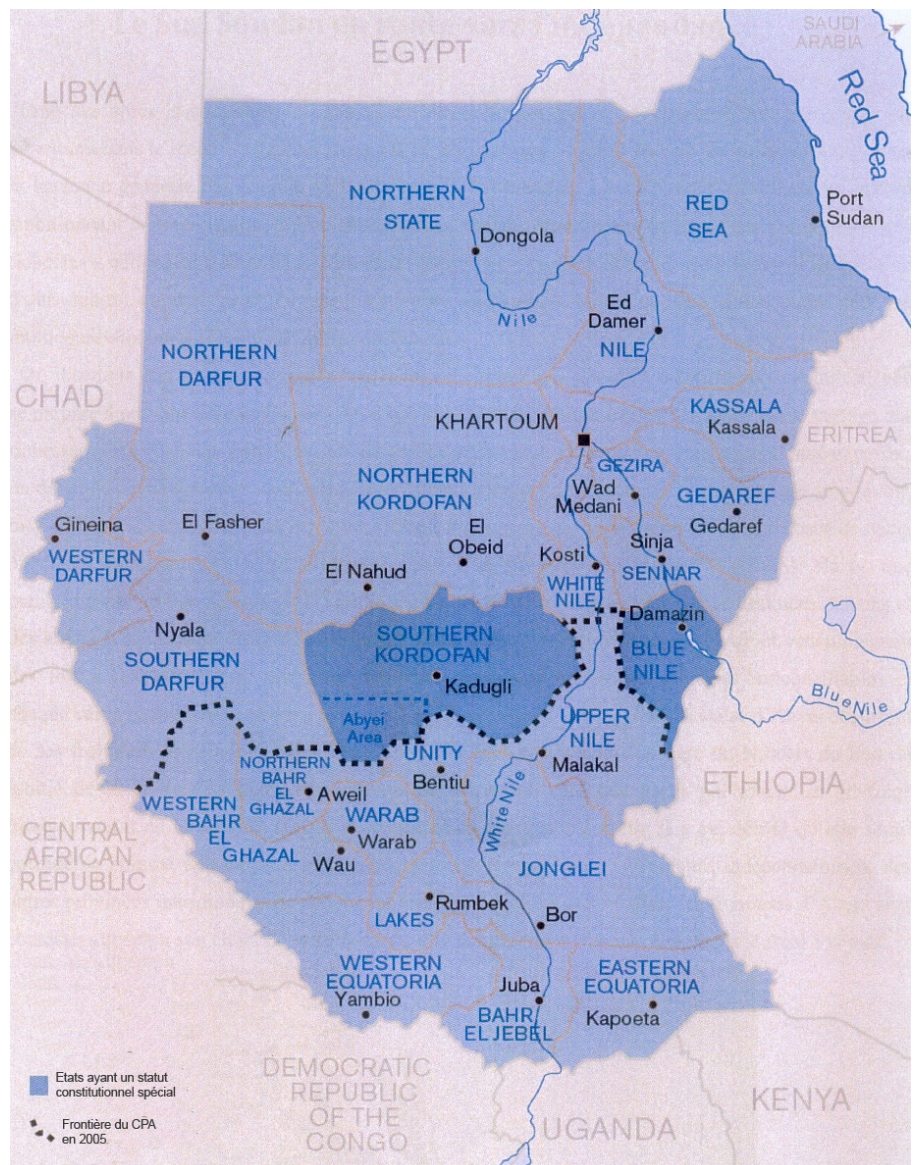 SAUDI
ARABIA
EGYPT
LIBYA
Red Sea
NORTHERN
STATE
RED
SEA
Port
Sudan
Dongola
Nile
Ed
Damer
NILE
NORTHERN
DARFUR
CHAD
KHARTOUM
KASSALA
Kassala
ERITREA
NORTHERN
KORDOFAN
GEZIRA
Wad
Medani
GEDAREF
Gedaref
Gineina
El Fasher
El
Obeid
Sinja
WESTERN
DARFUR
Kosti
SENNAR
El Nahud
WHITE
NILE
Nyala
Damazin
SOUTHERN
KORDOFAN
BLUE
NILE
SOUTHERN
DARFUR
Kadugli
Blue Nile
Abyei
Area
UPPER
NILE
UNITY
Bentiu
Malakal
ETHIOPIA
NORTHERN
BAHR
EL
GHAZAL
Aweil
WESTERN
BAHR
EL
GHAZAL
WARAB
Warab
Wau
White Nile
CENTRAL
AFRICAN
REPUBLIC
JONGLEI
Rumbek
LAKES
Bor
WESTERN
EQUATORIA
Yambio
Juba
EASTERN
EQUATORIA
Kapoeta
BAHR
EL JEBEL
DEMOCRATIC
REPUBLIC
OF THE
CONGO
UGANDA
KENYA
Etats ayant un statut
constitutionnel spécial
Frontière du CPA
en 2005.